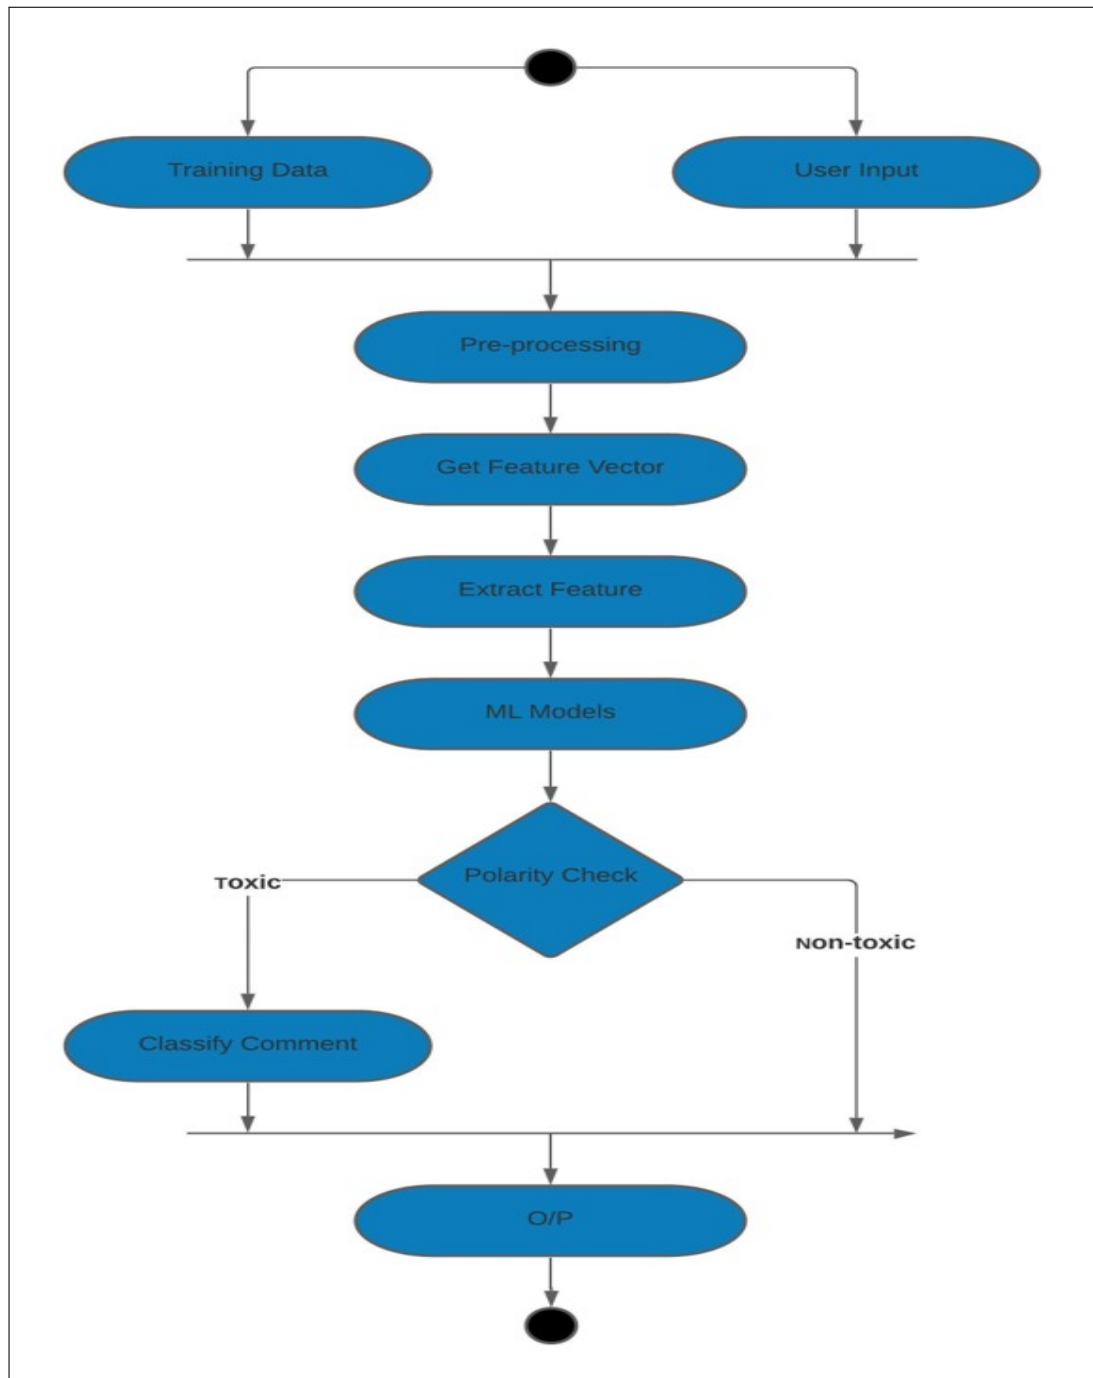 Training Data
User Input
Pre-processing
Get Feature Vector
Extract Feature
ML Models
Polarity Check
Toxic
Non-toxic
Classify Comment
O/P